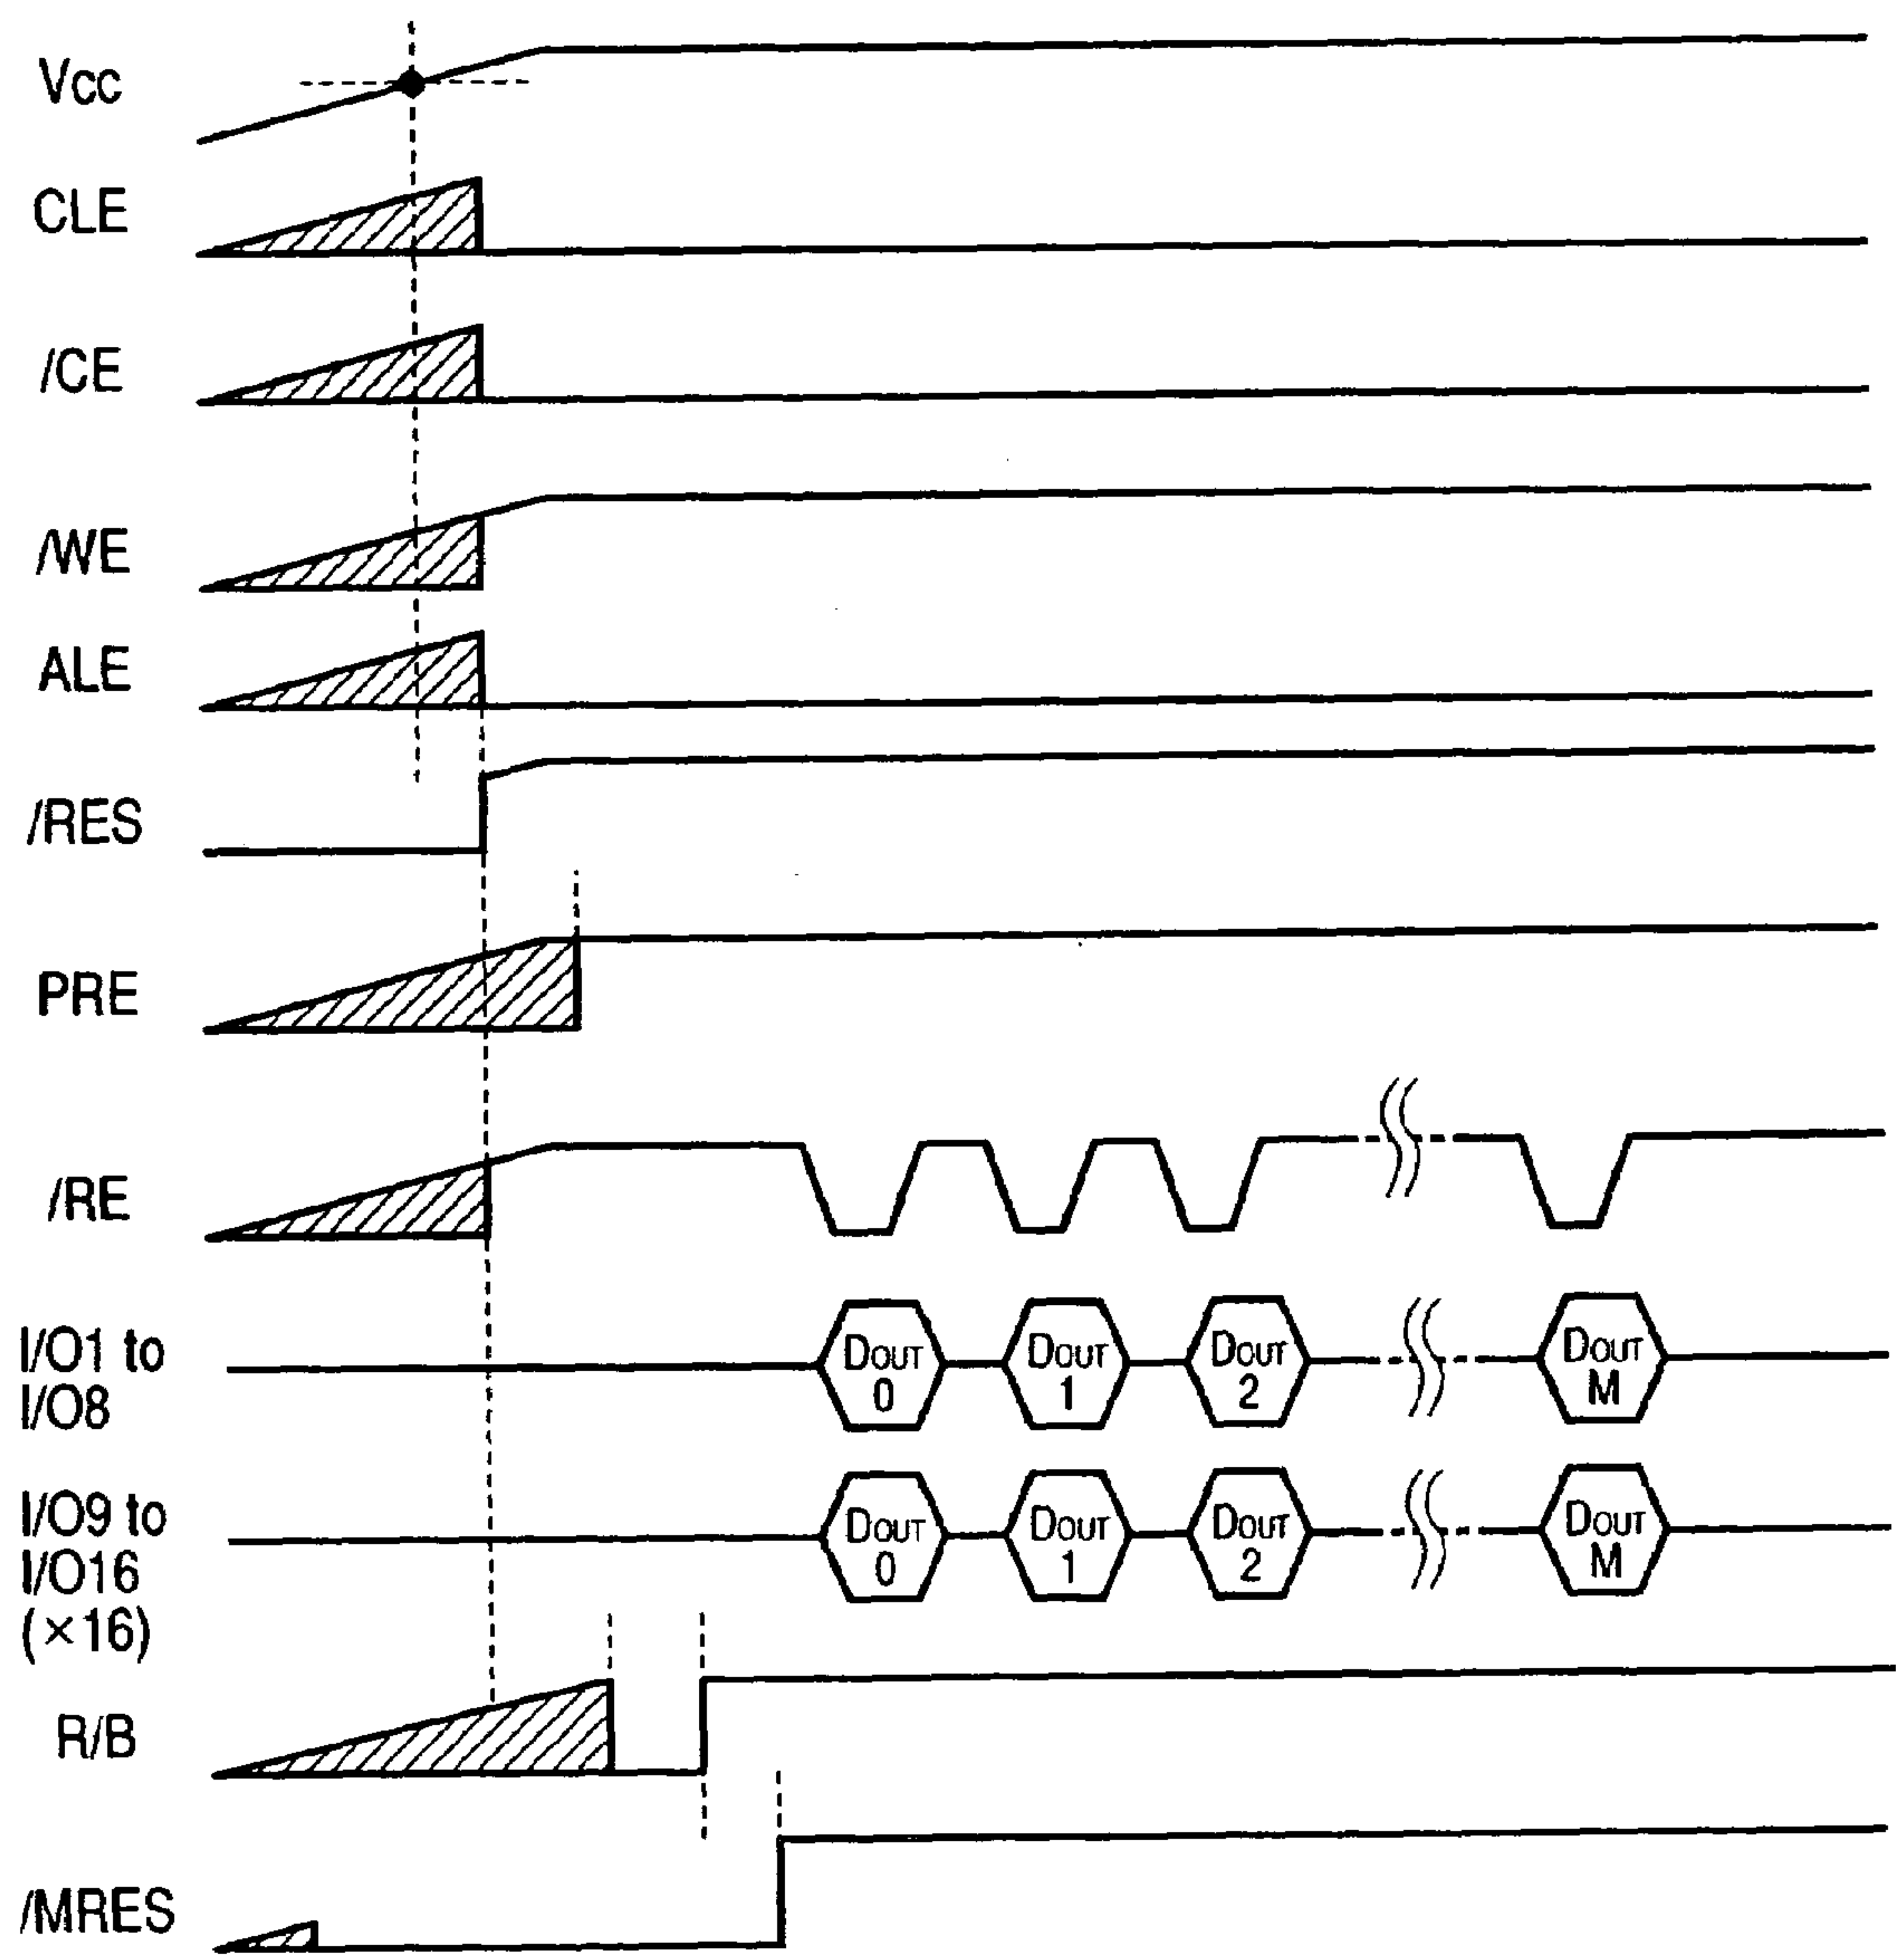 Vcc
CLE
/CE
/WE
ALE
/RES
PRE
/RE
I/O1 to
I/O8
DOUT
0
DOUT
1
DOUT
2
DOUT
M
I/O9 to
I/O16
(×16)
DOUT
0
DOUT
1
DOUT
2
DOUT
M
R/B
/MRES